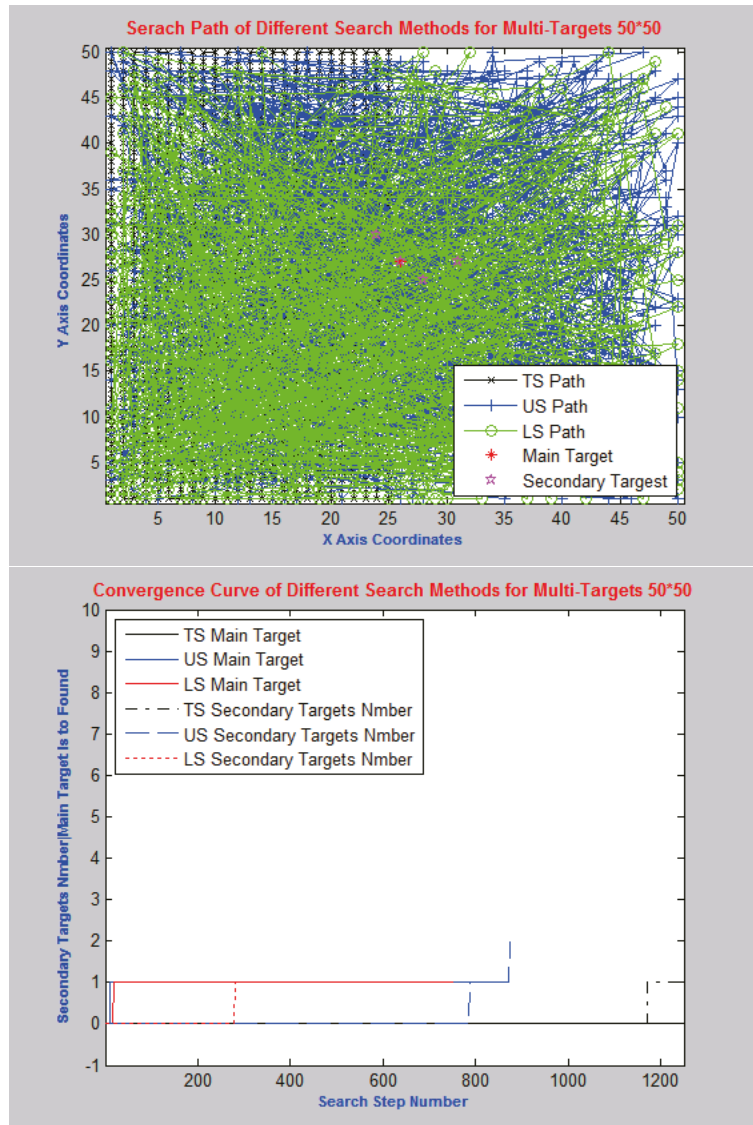 Serach Path of Different Search Methods for Multi-Targets 50*50
50
45
40
35
30
25
20
15
10
5
Y Axis Coordinates
TS Path
US Path
LS Path
Main Target
Secondary Targest
5 10 15 20 25 30 35 40 45 50
X Axis Coordinates
Convergence Curve of Different Search Methods for Multi-Targets 50*50
10
9
8
7
6
5
4
3
2
1
0
-1
Secondary Targets Nmber|Main Target Is to Found
TS Main Target
US Main Target
LS Main Target
TS Secondary Targets Nmber
US Secondary Targets Nmber
LS Secondary Targets Nmber
200 400 600 800 1000 1200
Search Step Number